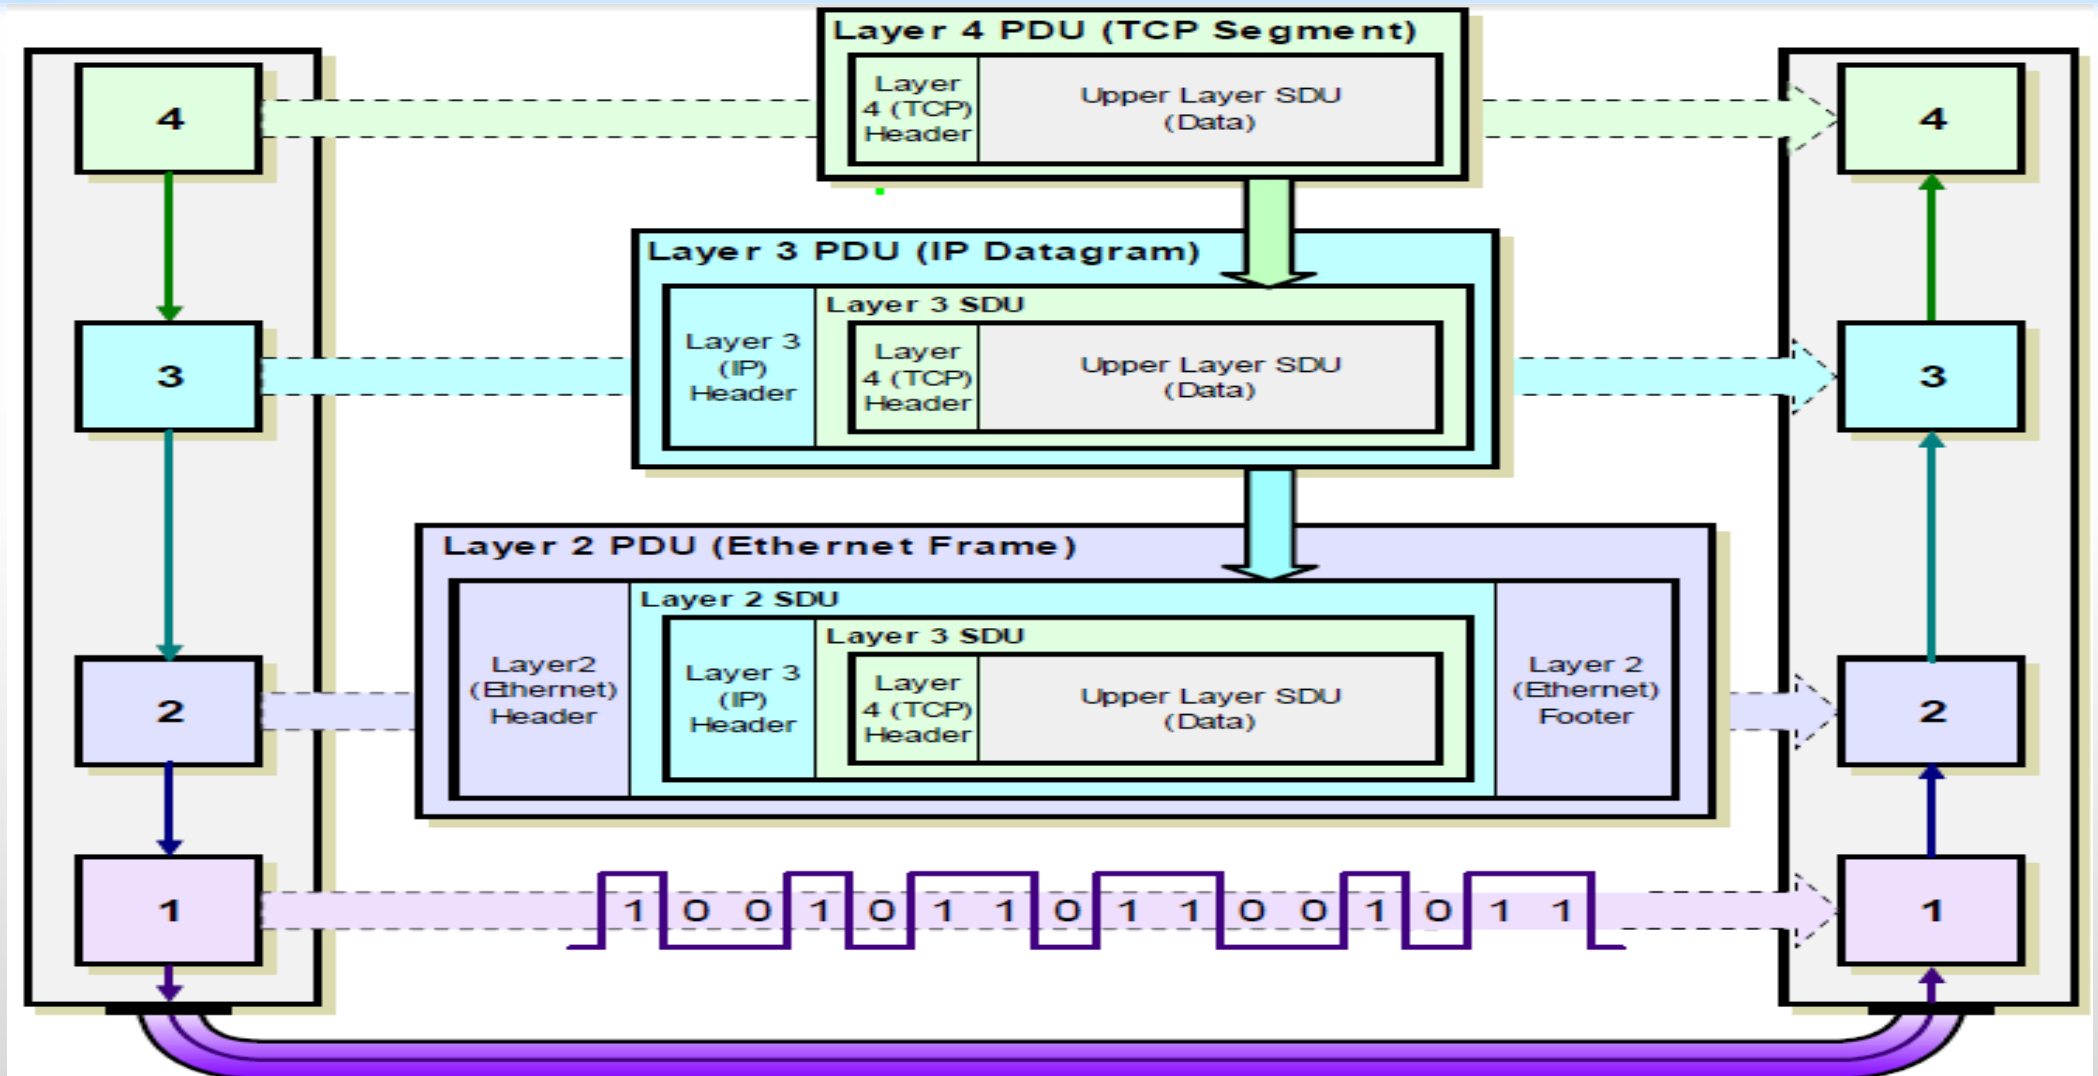 Layer 4 PDU (TCP Segment)
Layer
4 (TCP)
Header
Upper Layer SDU
(Data)
4
4
Layer 3 PDU (IP Datagram)
Layer 3 SDU
Layer 3
(IP)
Header
Layer
4 (TCP)
Header
Upper Layer SDU
(Data)
3
3
Layer 2 PDU (Ethernet Frame)
Layer 2 SDU
Layer 3 SDU
Layer2
(Ethernet)
Header
Layer 3
(IP)
Header
Layer
4 (TCP)
Header
Upper Layer SDU
(Data)
Layer 2
(Ethernet)
Footer
2
2
1
1 0 0 1 0 1 1 0 1 1 0 0 1 0 1 1
1